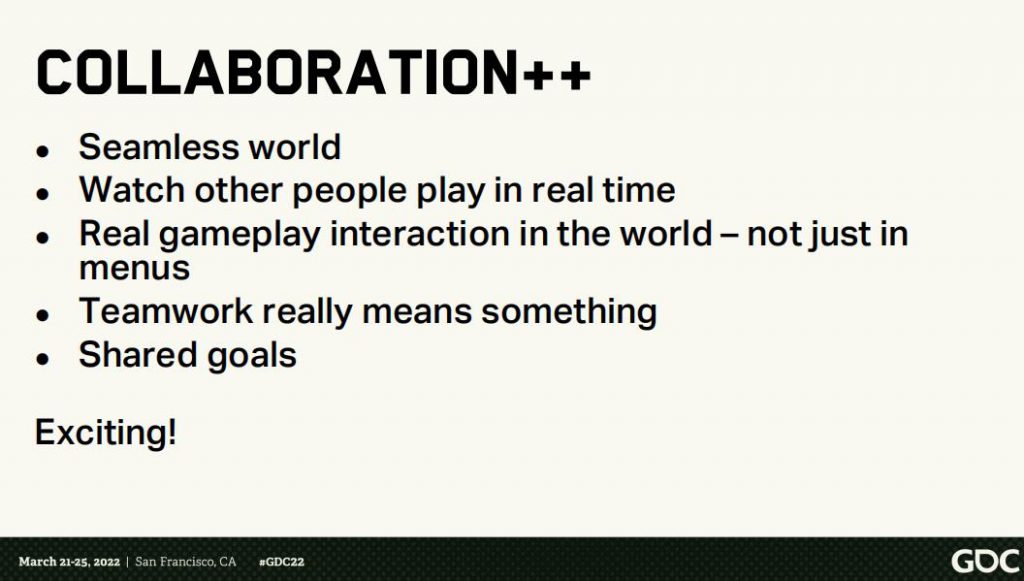 COLLABORATION++
• Seamless world
• Watch other people play in real time
• Real gameplay interaction in the world – not just in
menus
• Teamwork really means something
• Shared goals
Exciting!
March 21-25, 2022 | San Francisco, CA #GDC22
GDC